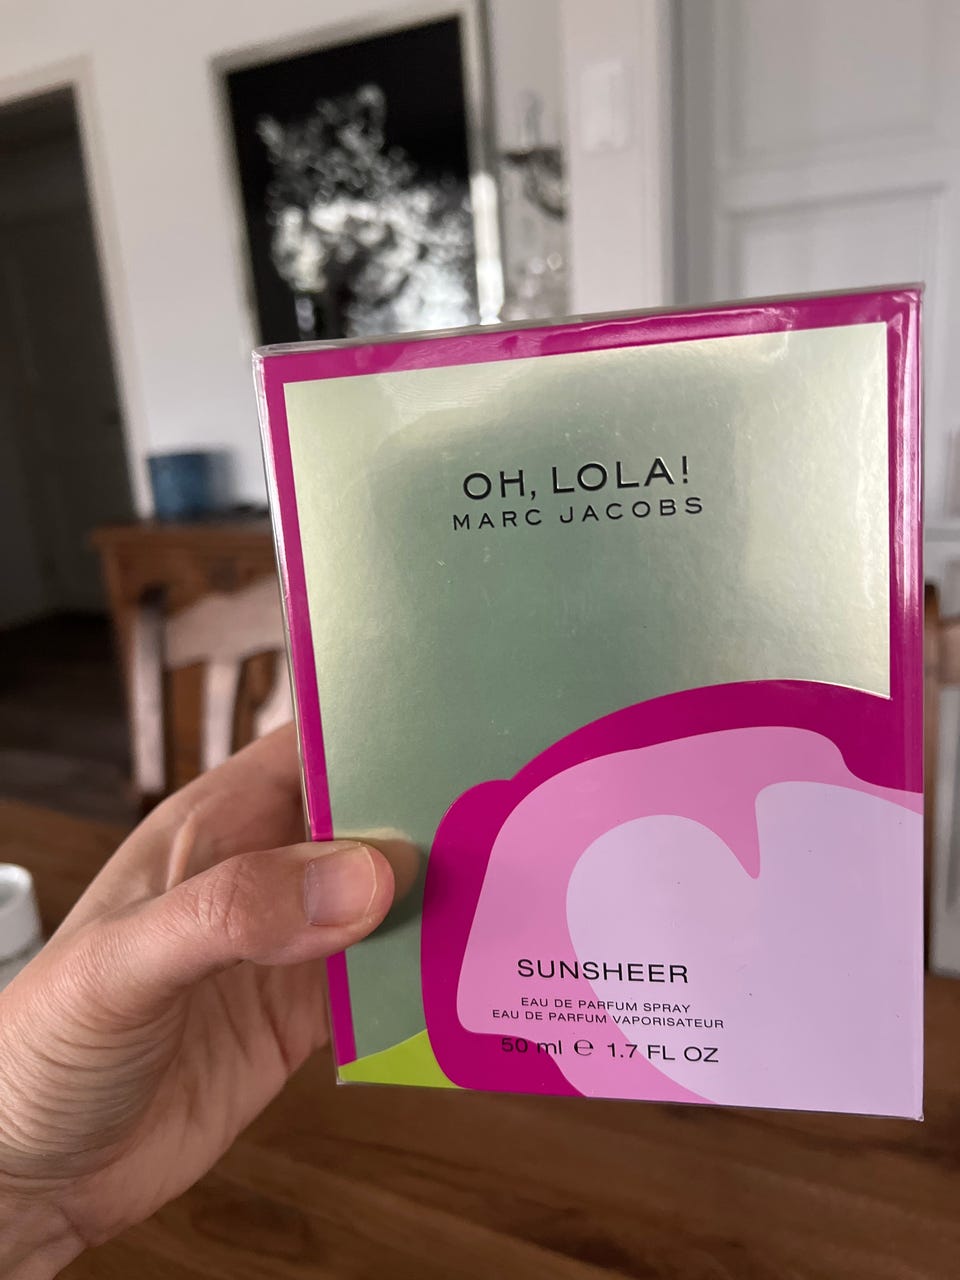 OH, LOLA!
MARC JACOBS
SUNSHEER
EAU DE PARFUM SPRAY
EAU DE PARFUM VAPORISATEUR
50 ml ℮ 1.7 FL OZ